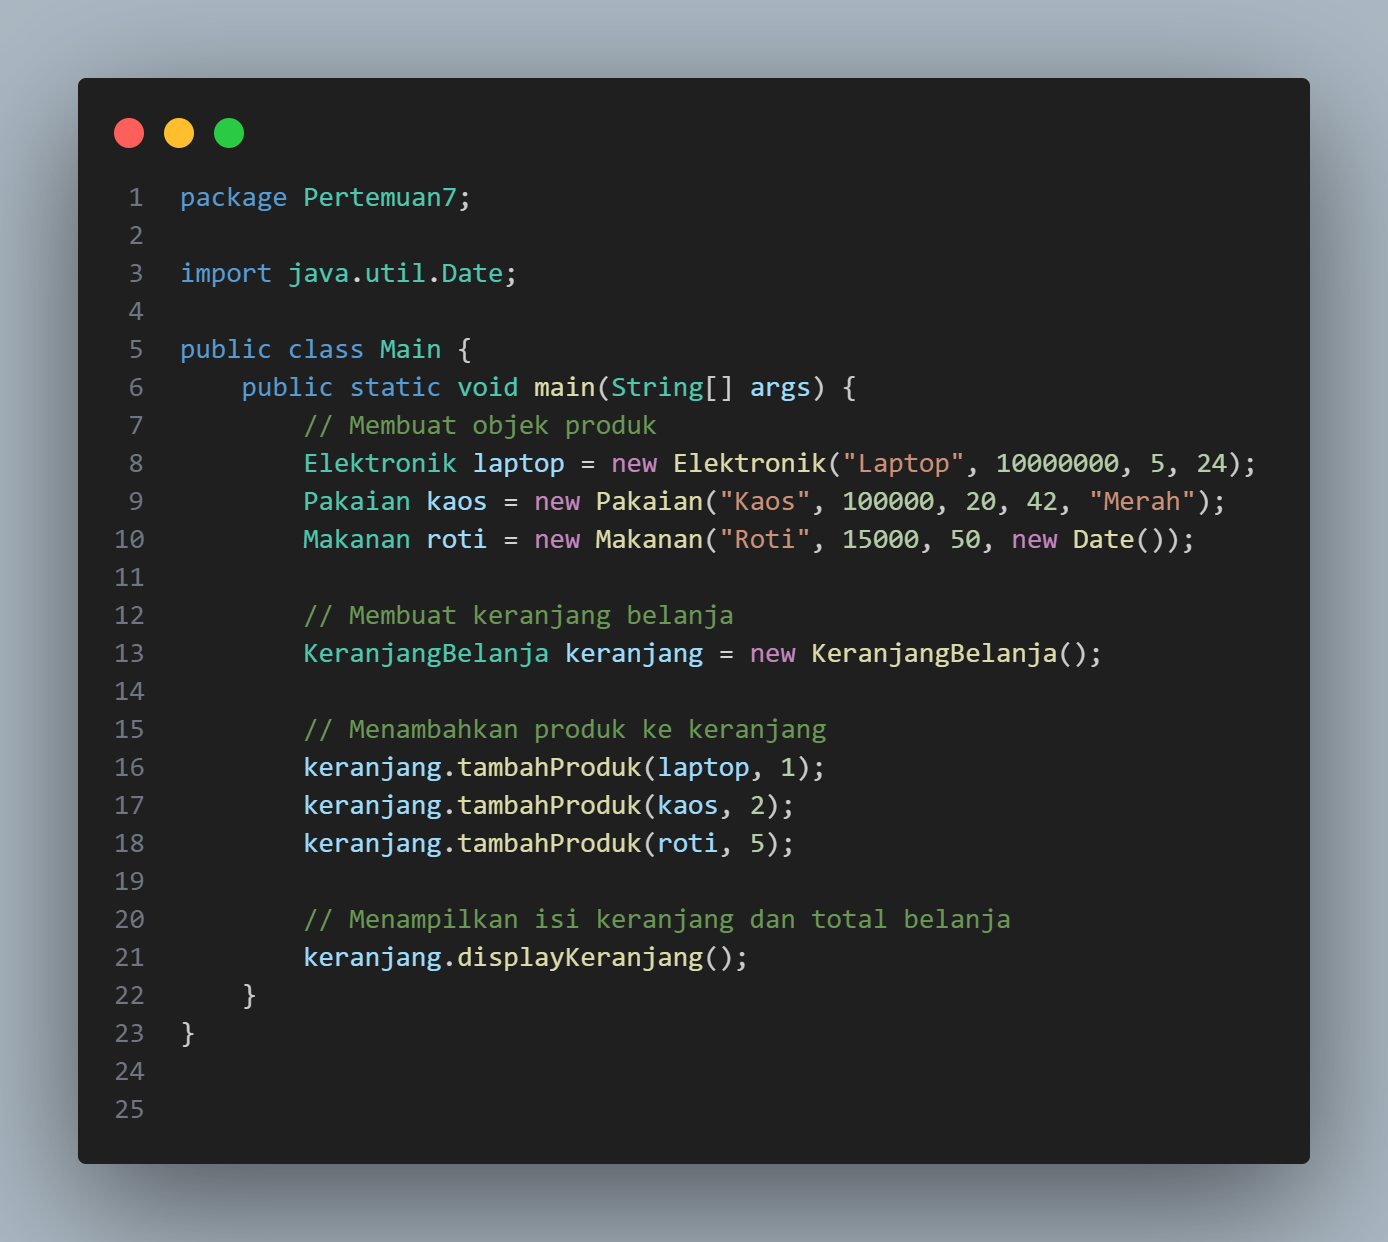 1 package Pertemuan7;
2
3 import java.util.Date;
4
5 public class Main {
6     public static void main(String[] args) {
7         // Membuat objek produk
8         Elektronik laptop = new Elektronik("Laptop", 10000000, 5, 24);
9         Pakaian kaos = new Pakaian("Kaos", 100000, 20, 42, "Merah");
10         Makanan roti = new Makanan("Roti", 15000, 50, new Date());
11
12         // Membuat keranjang belanja
13         KeranjangBelanja keranjang = new KeranjangBelanja();
14
15         // Menambahkan produk ke keranjang
16         keranjang.tambahProduk(laptop, 1);
17         keranjang.tambahProduk(kaos, 2);
18         keranjang.tambahProduk(roti, 5);
19
20         // Menampilkan isi keranjang dan total belanja
21         keranjang.displayKeranjang();
22     }
23 }
24
25